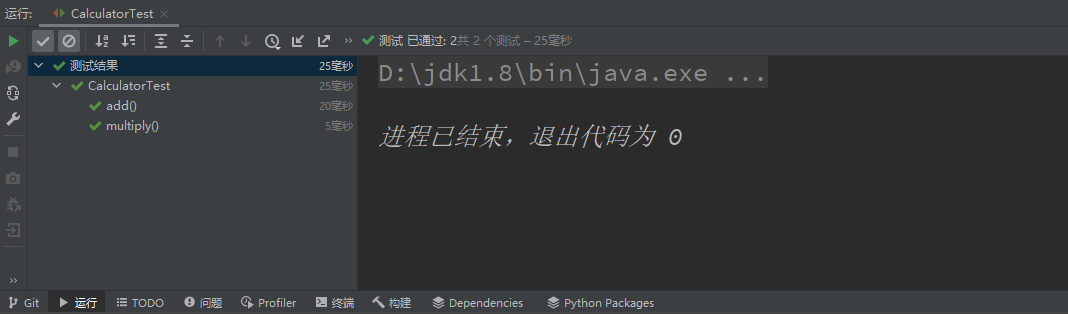 运行: CalculatorTest
测试 已通过: 2共 2 个测试 – 25毫秒
测试结果 25毫秒
CalculatorTest 25毫秒
add() 20毫秒
multiply() 5毫秒
D:\jdk1.8\bin\java.exe ...
进程已结束，退出代码为 0
Git 运行 TODO 问题 Profiler 终端 构建 Dependencies Python Packages